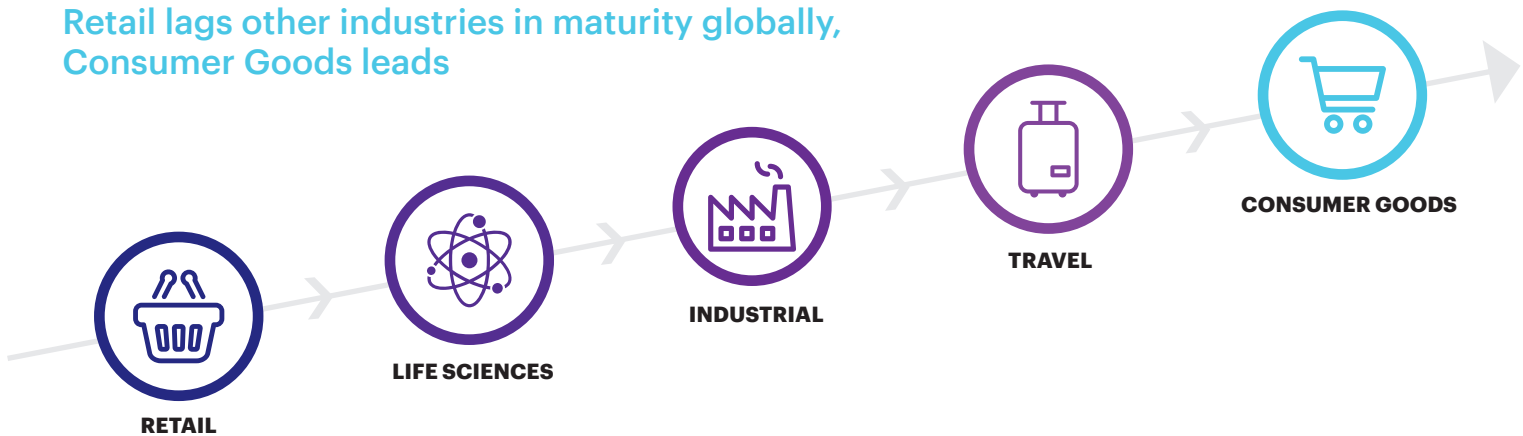 Retail lags other industries in maturity globally,
Consumer Goods leads
CONSUMER GOODS
TRAVEL
INDUSTRIAL
LIFE SCIENCES
RETAIL